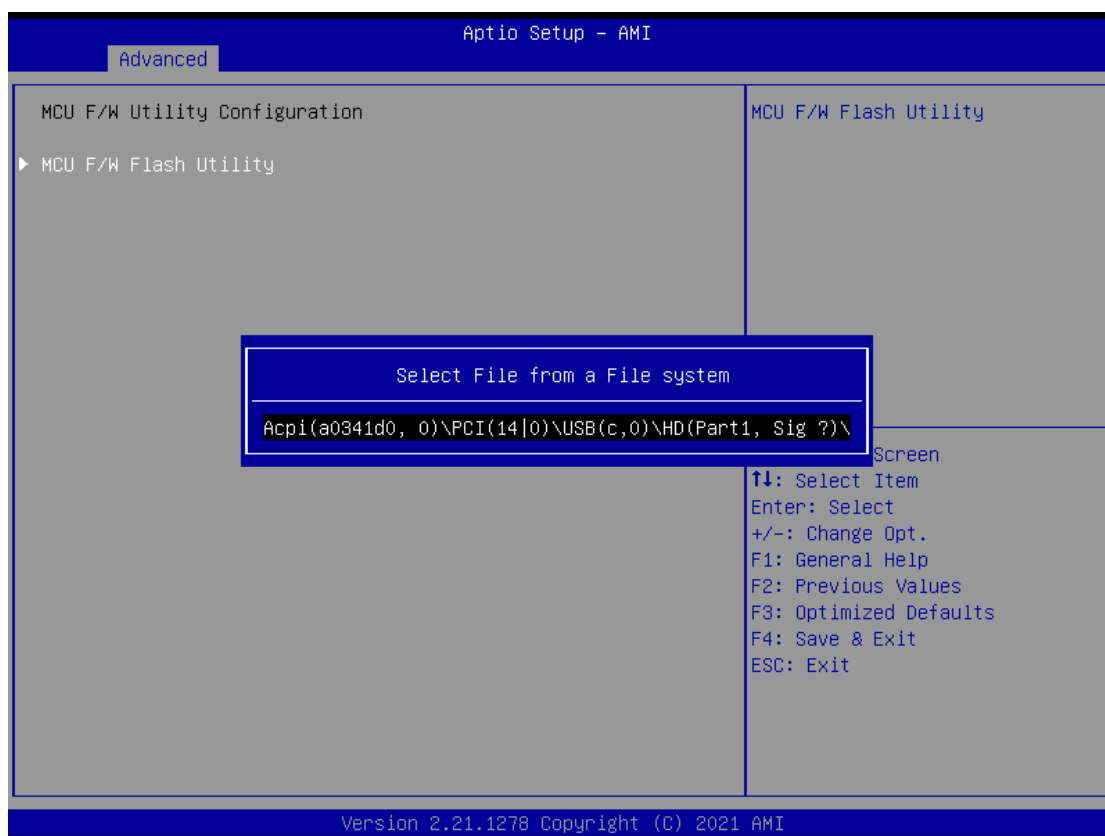 Aptio Setup – AMI
Advanced
MCU F/W Utility Configuration
MCU F/W Flash Utility
MCU F/W Flash Utility
Select File from a File system
Acpi(a0341d0, 0)\PCI(14|0)\USB(c,0)\HD(Part1, Sig ?)\
Screen
↑↓: Select Item
Enter: Select
+/-: Change Opt.
F1: General Help
F2: Previous Values
F3: Optimized Defaults
F4: Save & Exit
ESC: Exit
Version 2.21.1278 Copyright (C) 2021 AMI